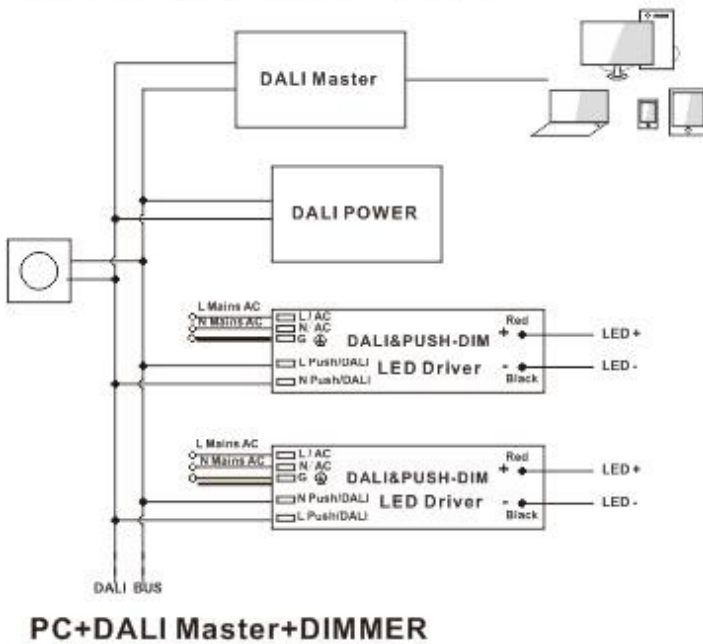 DALI Master
DALI POWER
L Mains AC
N Mains AC
L / AC
N / AC
G
L Push/DALI
N Push/DALI
DALI&PUSH-DIM
LED Driver
Red
+
-
Black
LED+
LED-
L Mains AC
N Mains AC
L / AC
N / AC
G
N Push/DALI
L Push/DALI
DALI&PUSH-DIM
LED Driver
Red
+
-
Black
LED+
LED-
DALI BUS
PC+DALI Master+DIMMER